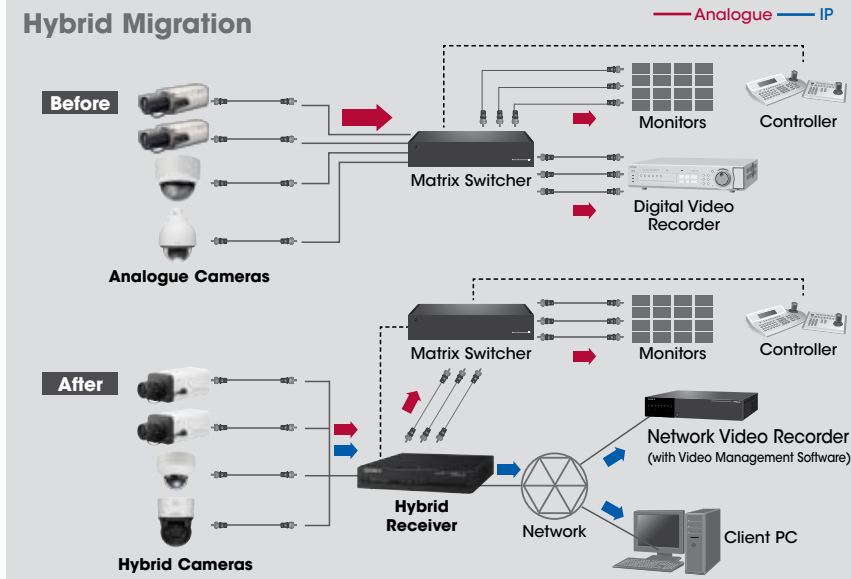 Hybrid Migration
Analogue
IP
Before
Matrix Switcher
Monitors
Controller
Digital Video
Recorder
Analogue Cameras
After
Matrix Switcher
Monitors
Controller
Network Video Recorder
(with Video Management Software)
Hybrid
Receiver
Network
Client PC
Hybrid Cameras